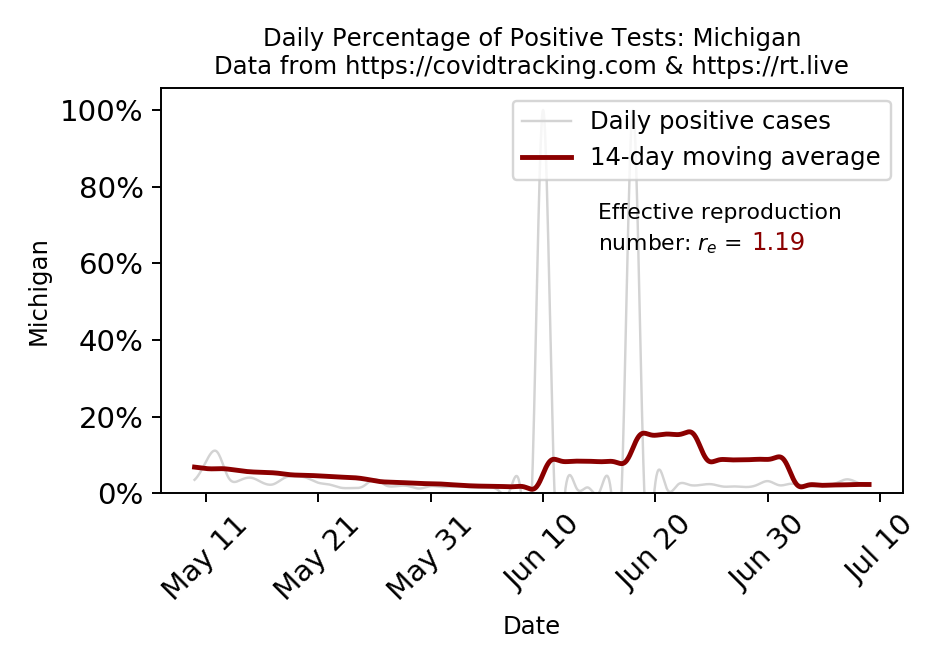 Daily Percentage of Positive Tests: Michigan
Data from https://covidtracking.com & https://rt.live
100%
80%
60%
40%
20%
0%
Michigan
Daily positive cases
14-day moving average
Effective reproduction
number: rₑ = 1.19
May 11
May 21
May 31
Jun 10
Jun 20
Jun 30
Jul 10
Date